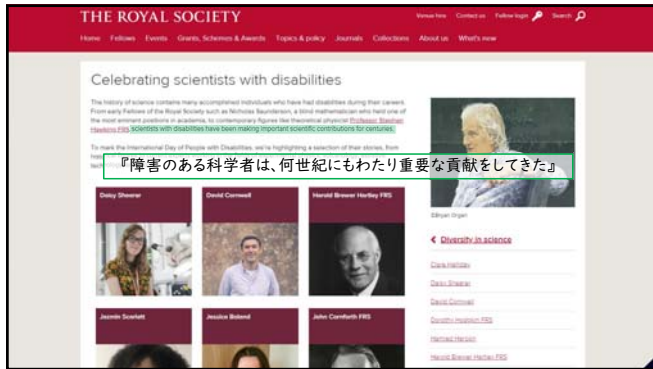 THE ROYAL SOCIETY
Venue hire Contact us Fellow login Search
Home Fellows Events Grants, Schemes & Awards Topics & policy Journals Collections About us What's new
Celebrating scientists with disabilities
The history of science contains many accomplished individuals who have had disabilities during their careers.
From early Fellows of the Royal Society such as Nicholas Saunderson, a blind mathematician who held one of
the most eminent positions in academia, to contemporary figures like theoretical physicist Professor Stephen
Hawking FRS, scientists with disabilities have been making important scientific contributions for centuries.
To mark the International Day of People with Disabilities, we're highlighting a selection of their stories, from
『障害のある科学者は、何世紀にもわたり重要な貢献をしてきた』
Daisy Shearer
David Cornwell
Harold Brewer Hartley FRS
©Bryan Organ
Diversity in science
Clare Halliday
Daisy Shearer
David Cornwell
Dorothy Hodgkin FRS
Harold Brewer Hartley FRS
Jazmin Scarlett
Jessica Boland
John Cornforth FRS